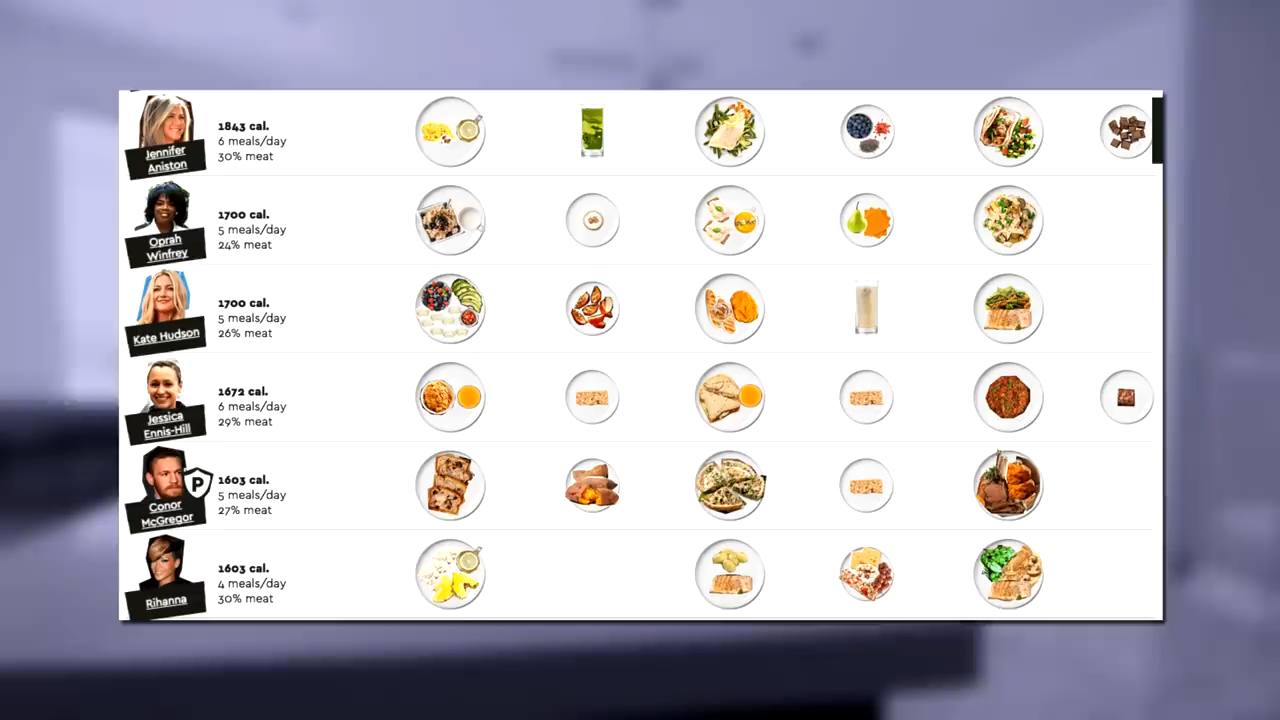 Jennifer
Aniston
1843 cal.
6 meals/day
30% meat
Oprah
Winfrey
1700 cal.
5 meals/day
24% meat
Kate Hudson
1700 cal.
5 meals/day
26% meat
Jessica
Ennis-Hill
1672 cal.
6 meals/day
29% meat
P
Conor
McGregor
1603 cal.
5 meals/day
27% meat
Rihanna
1603 cal.
4 meals/day
30% meat